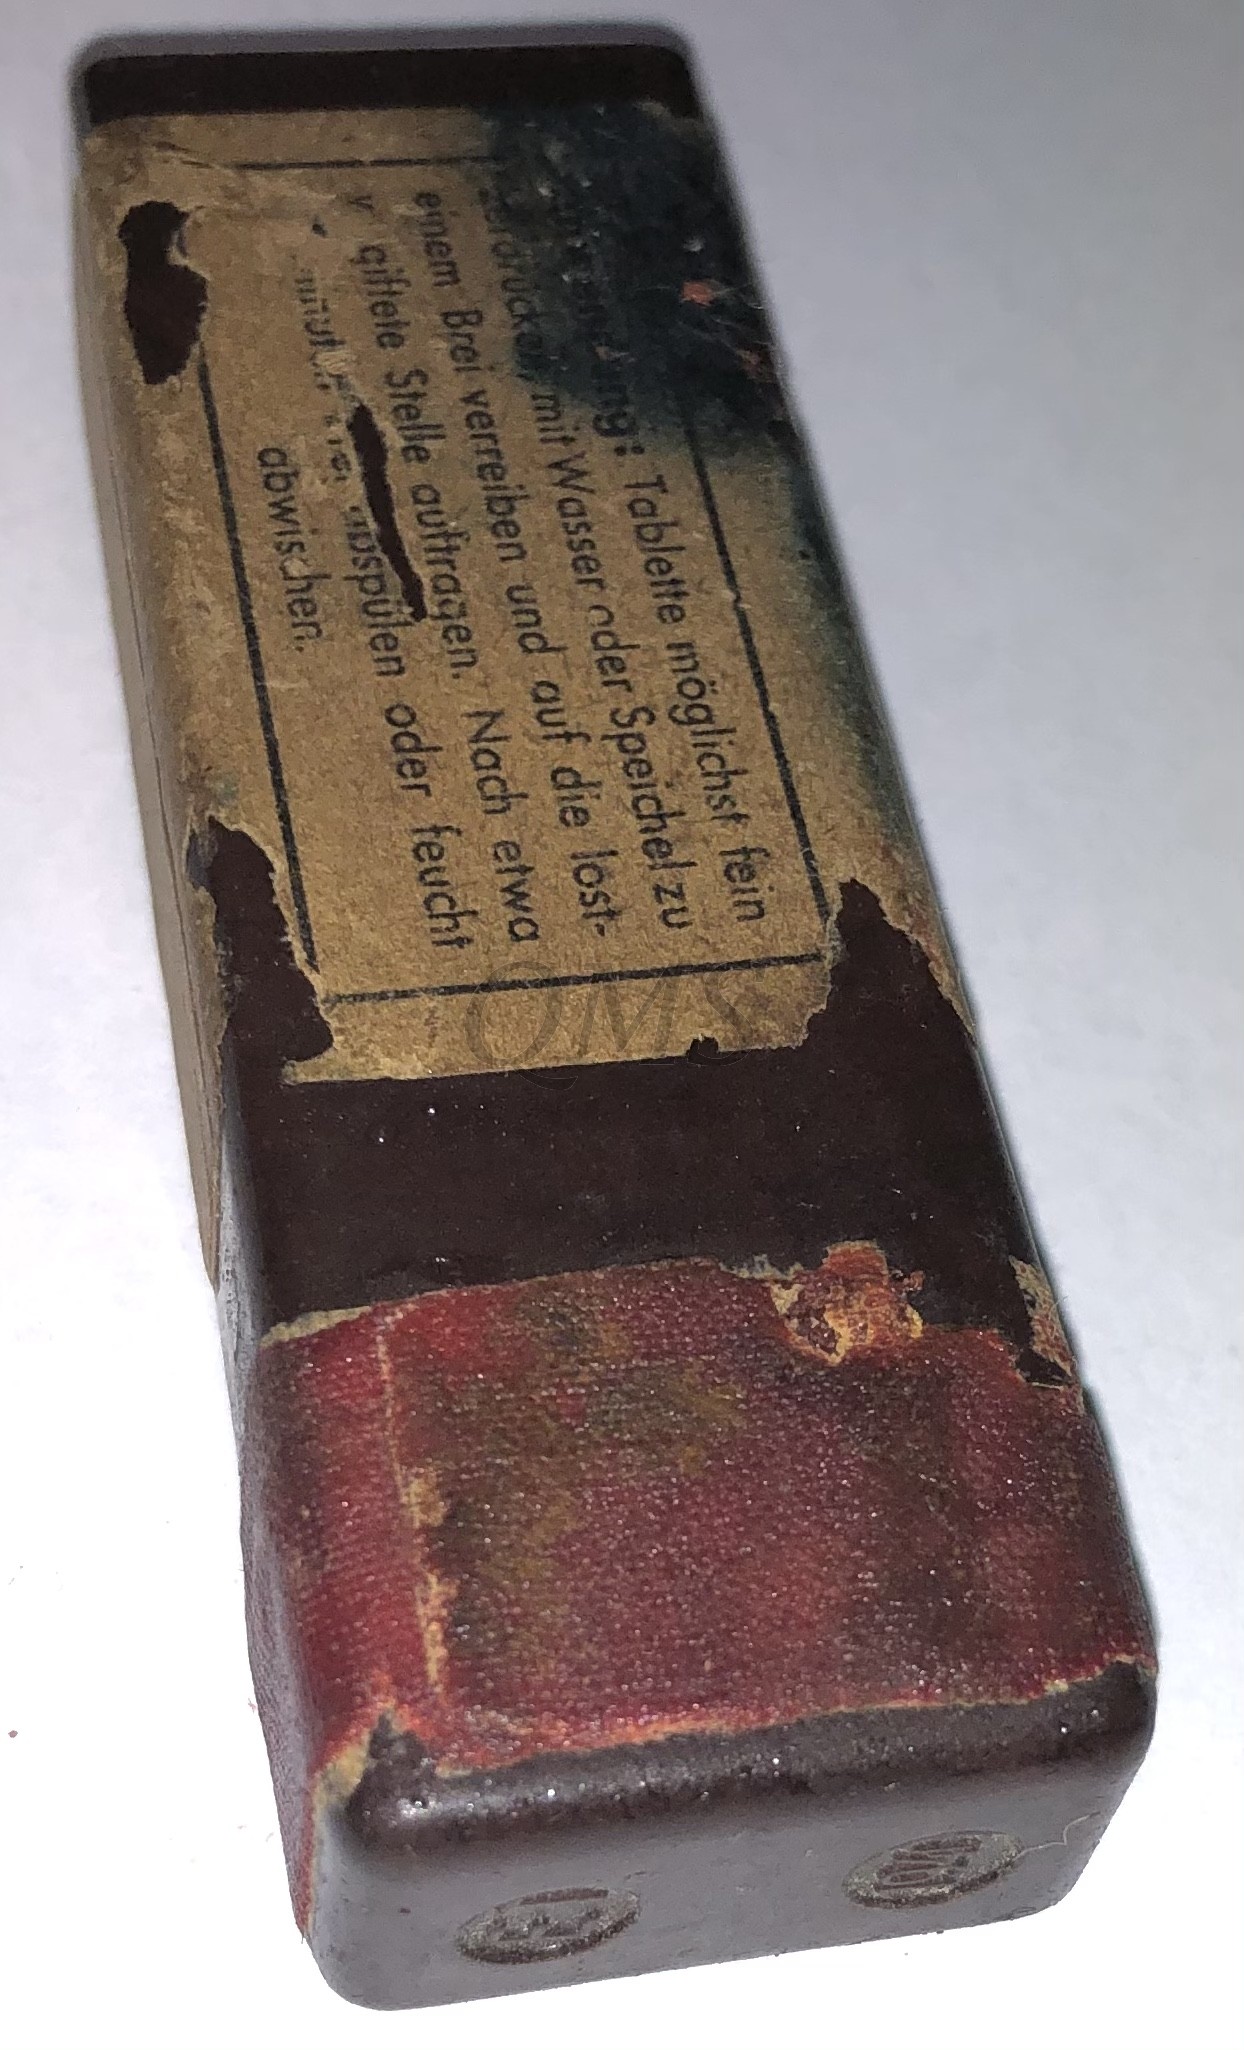 Tablette möglichst fein
mit Wasser oder Speichel zu
einem Brei verreiben und auf die lost-
giftete Stelle auftragen. Nach etwa
abspülen oder feucht
abwischen.
QMS